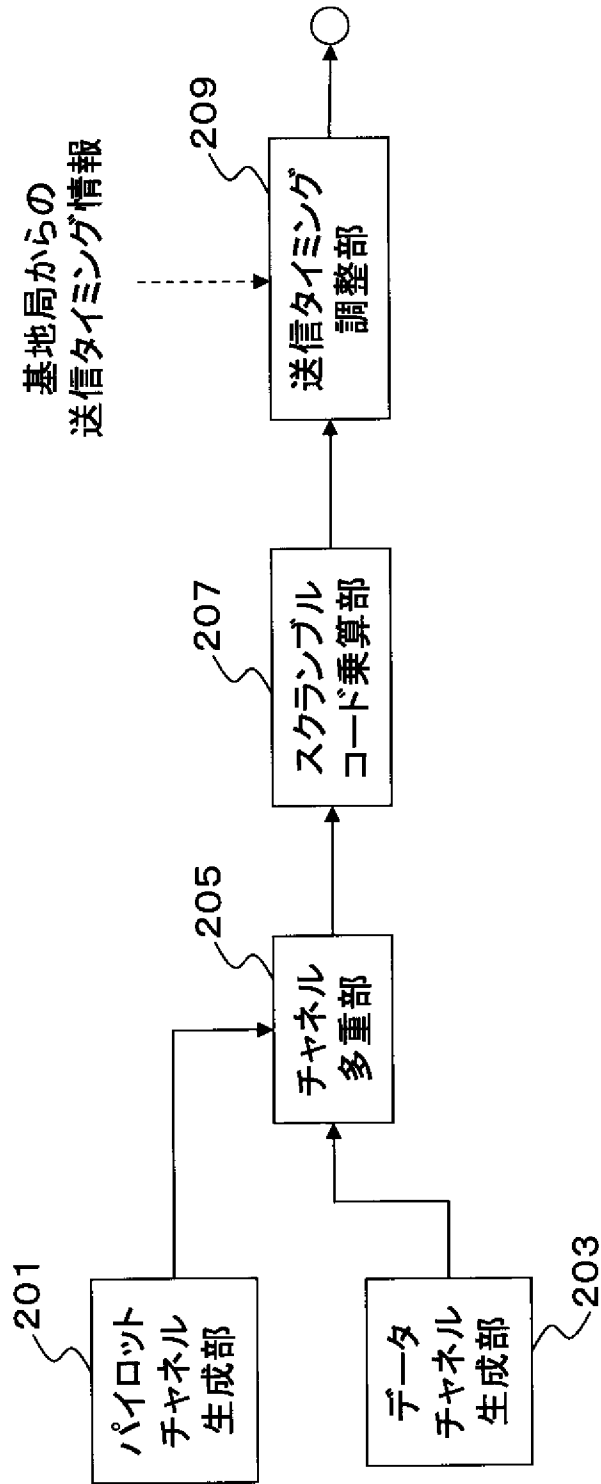 201
パイロット
チャネル
生成部
データ
チャネル
生成部
203
205
チャネル
多重部
207
スクランブル
コード乗算部
基地局からの
送信タイミング情報
209
送信タイミング
調整部